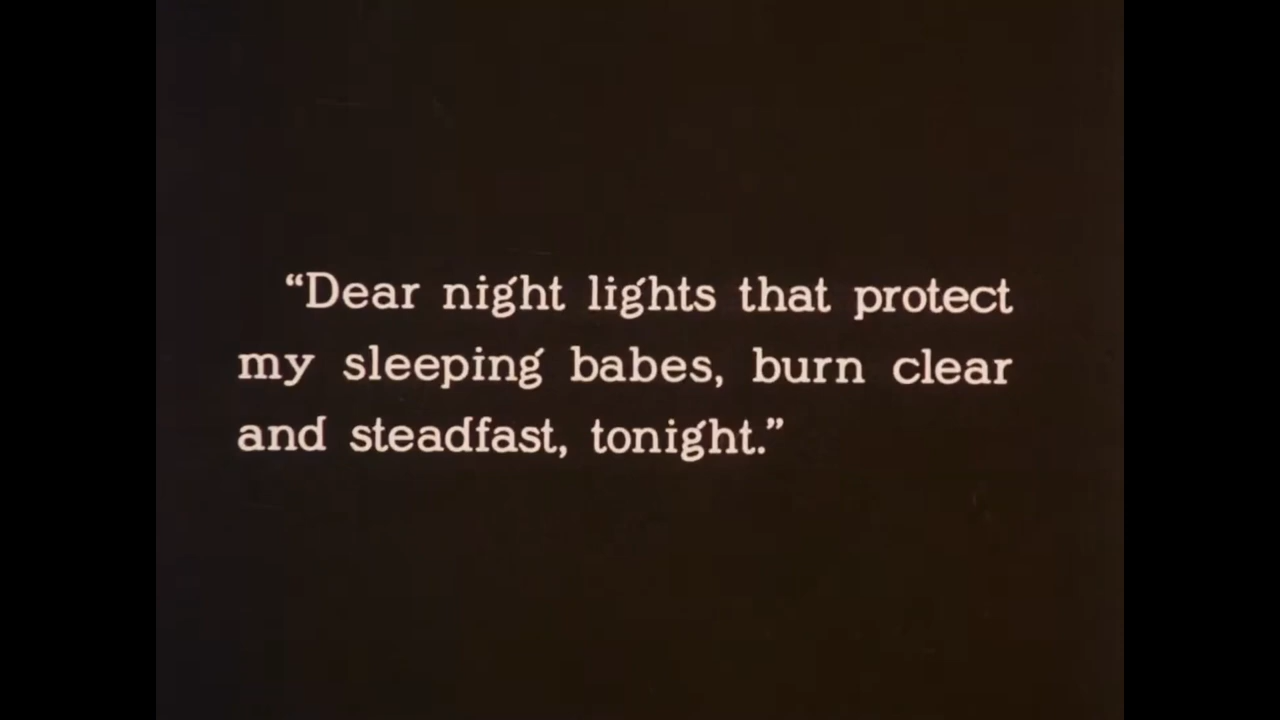 “Dear night lights that protect
my sleeping babes, burn clear
and steadfast, tonight.”